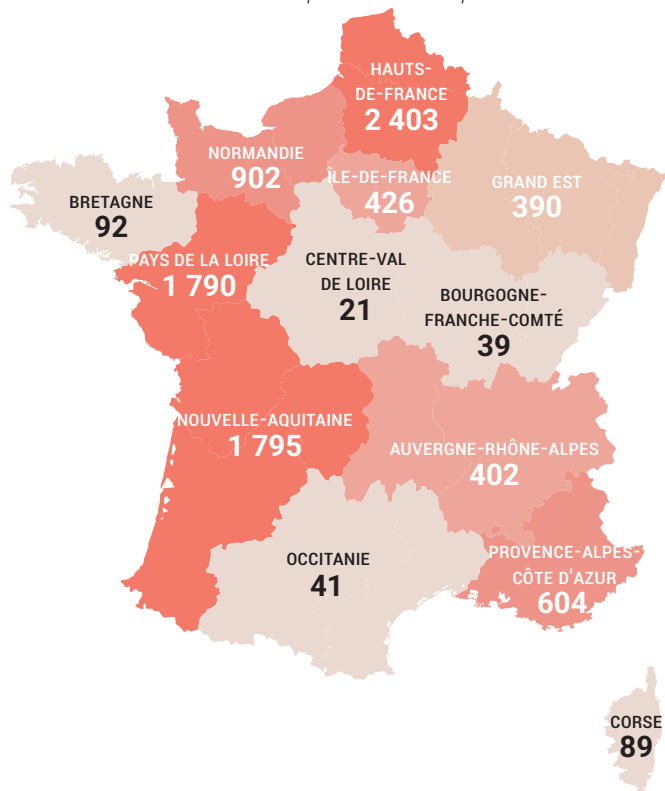 HAUTS-
DE-FRANCE
2 403
NORMANDIE
902
ÎLE-DE-FRANCE
426
GRAND EST
390
BRETAGNE
92
PAYS DE LA LOIRE
1 790
CENTRE-VAL
DE LOIRE
21
BOURGOGNE-
FRANCHE-COMTÉ
39
NOUVELLE-AQUITAINE
1 795
AUVERGNE-RHÔNE-ALPES
402
OCCITANIE
41
PROVENCE-ALPES-
CÔTE D'AZUR
604
CORSE
89